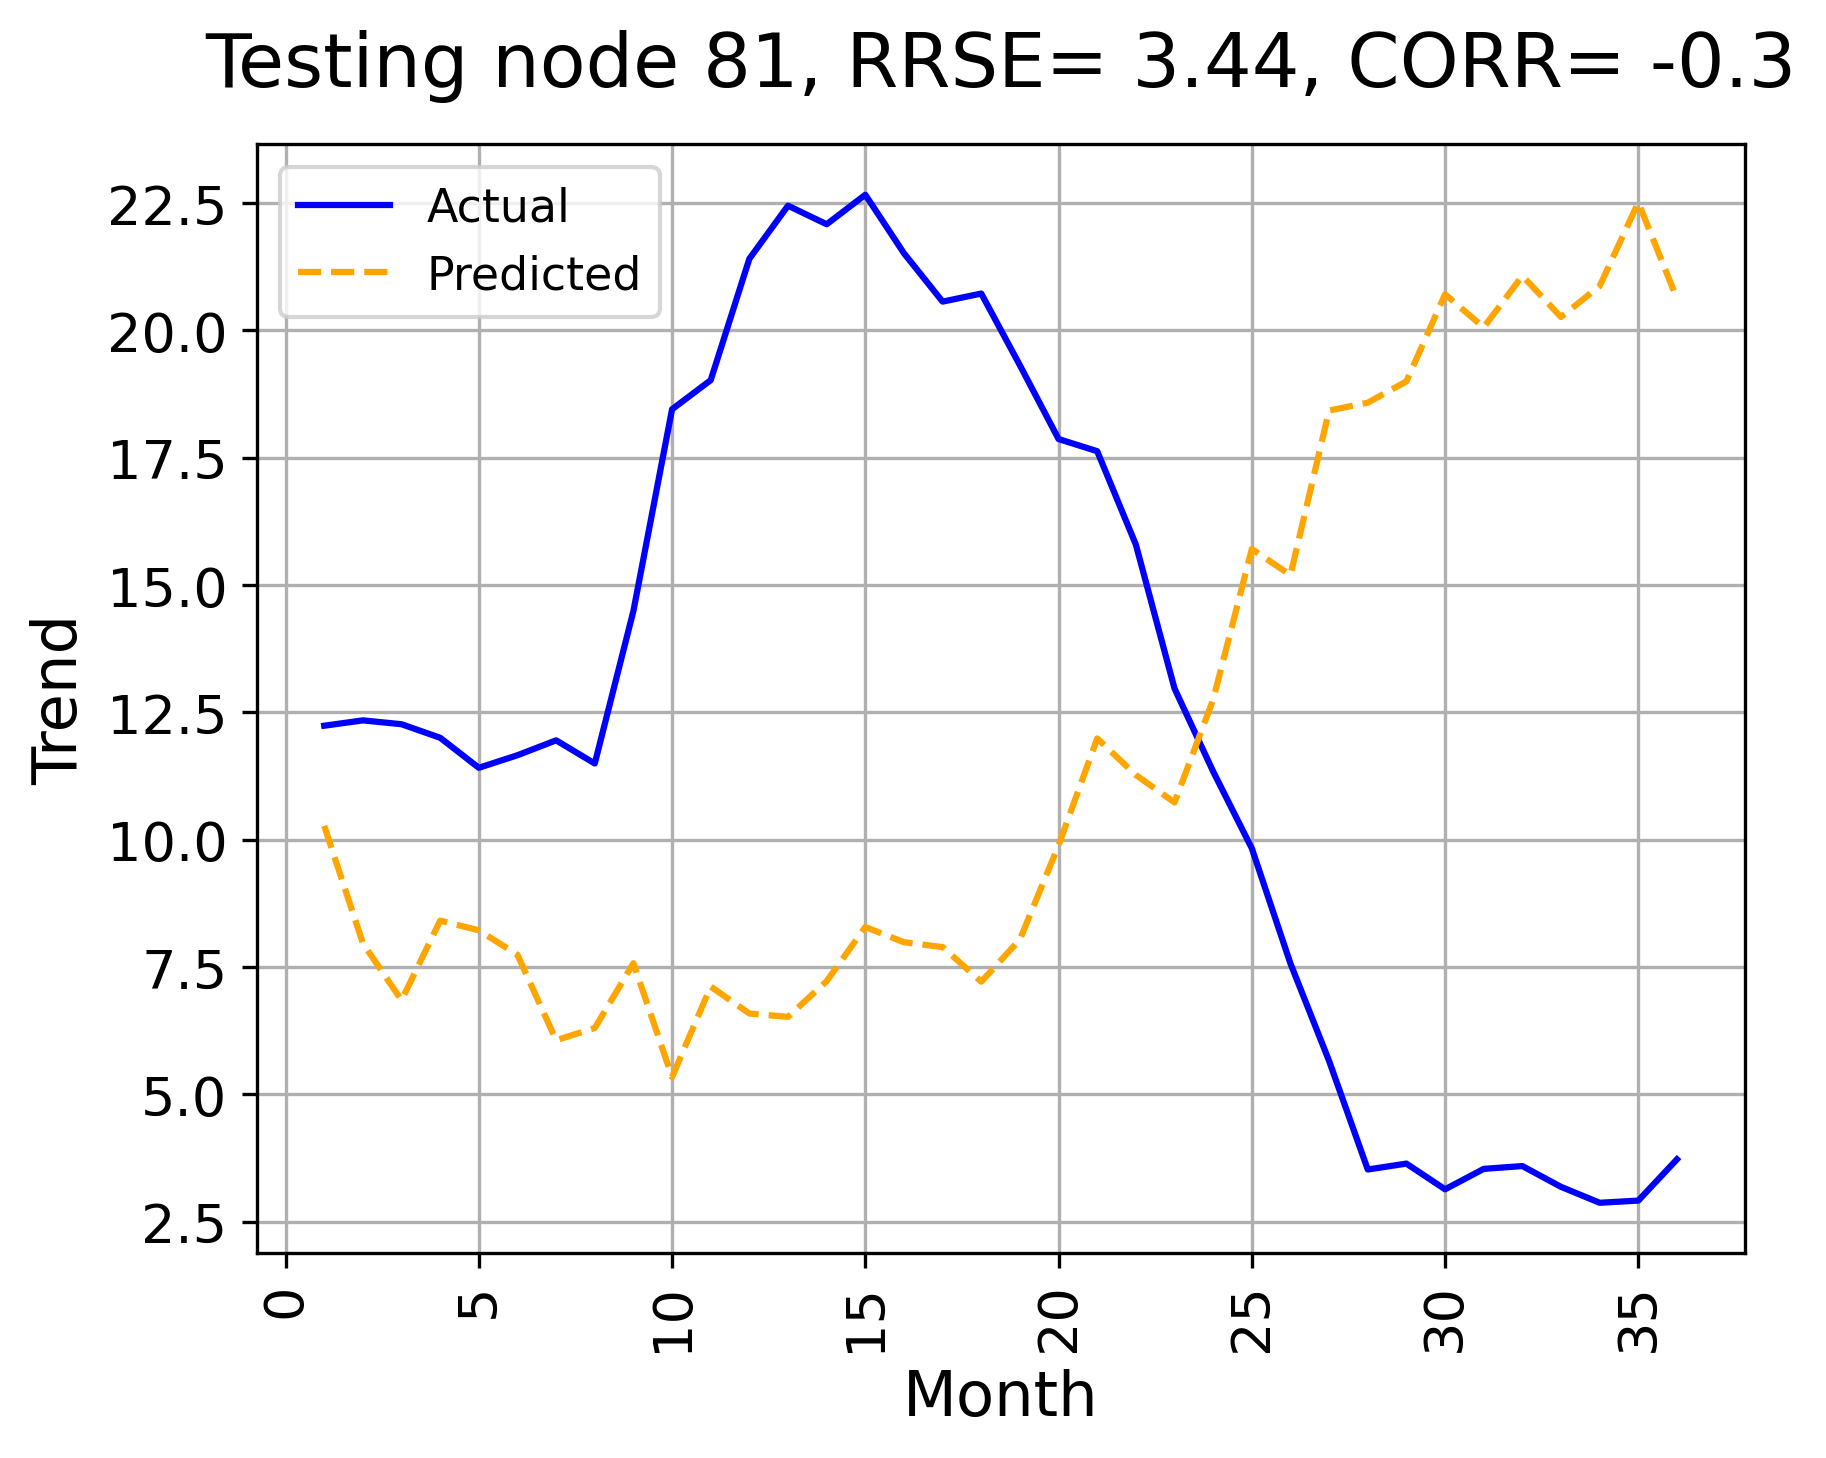 Testing node 81, RRSE= 3.44, CORR= -0.3
Actual
Predicted
22.5
20.0
17.5
15.0
12.5
10.0
7.5
5.0
2.5
Trend
0 5 10 15 20 25 30 35
Month